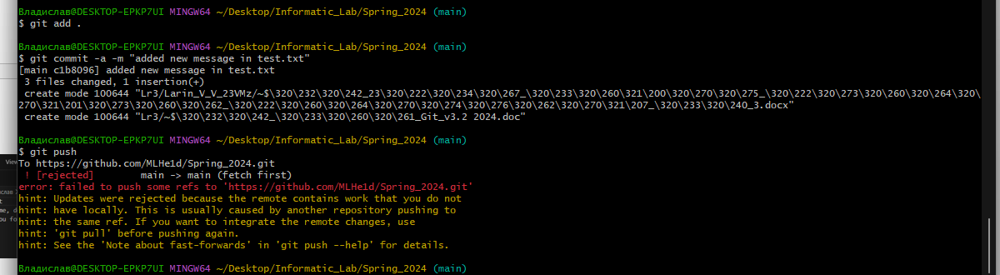 Владислав@DESKTOP-EPKP7UI MINGW64 ~/Desktop/Informatic_Lab/Spring_2024 (main)
$ git add .
Владислав@DESKTOP-EPKP7UI MINGW64 ~/Desktop/Informatic_Lab/Spring_2024 (main)
$ git commit -a -m "added new message in test.txt"
[main c1b8096] added new message in test.txt
3 files changed, 1 insertion(+)
create mode 100644 "Lr3/Larin_V_V_23VMz/~$\320\232\320\242_23\320\222\320\234\320\267_\320\233\320\260\321\200\320\270\320\275_\320\222\320\273\320\260\320\264\320\
270\321\201\320\273\320\260\320\262_\320\222\320\260\320\264\320\270\320\274\320\276\320\262\320\270\321\207_\320\233\320\240_3.docx"
create mode 100644 "Lr3/~$\320\232\320\242_\320\233\320\260\320\261_Git_v3.2 2024.doc"
Владислав@DESKTOP-EPKP7UI MINGW64 ~/Desktop/Informatic_Lab/Spring_2024 (main)
$ git push
View
To https://github.com/MLHe1d/Spring_2024.git
! [rejected]        main -> main (fetch first)
error: failed to push some refs to 'https://github.com/MLHe1d/Spring_2024.git'
hint: Updates were rejected because the remote contains work that you do not
hint: have locally. This is usually caused by another repository pushing to
hint: the same ref. If you want to integrate the remote changes, use
hint: 'git pull' before pushing again.
hint: See the 'Note about fast-forwards' in 'git push --help' for details.
Владислав@DESKTOP-EPKP7UI MINGW64 ~/Desktop/Informatic_Lab/Spring_2024 (main)